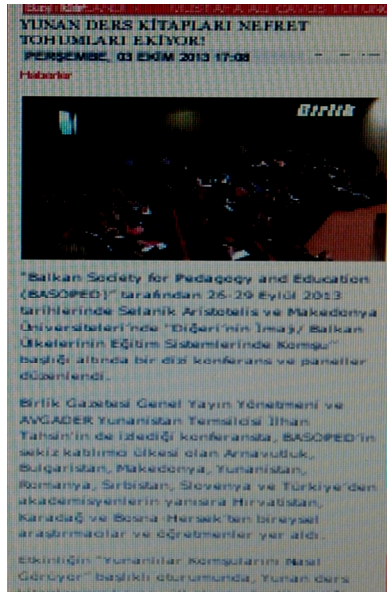 YUNAN DERS KİTAPLARI NEFRET
TOHUMLARI EKİYOR!
PERŞEMBE, 03 EKİM 2013 17:08
Haberler
Birlik
"Balkan Society for Pedagogy and Education
(BASOPED)" tarafından 26-29 Eylül 2013
tarihlerinde Selanik Aristotelis ve Makedonya
Üniversiteleri'nde "Diğeri'nin İmajı/ Balkan
Ülkelerinin Eğitim Sistemlerinde Komşu"
başlığı altında bir dizi konferans ve paneller
düzenlendi.
Birlik Gazetesi Genel Yayın Yönetmeni ve
AVGADER Yunanistan Temsilcisi İlhan
Tahsin'in de izlediği konferansta, BASOPED'in
sekiz katılımcı ülkesi olan Arnavutluk,
Bulgaristan, Makedonya, Yunanistan,
Romanya, Sırbistan, Slovenya ve Türkiye'den
akademisyenlerin yanısıra Hırvatistan,
Karadağ ve Bosna Hersek'ten bireysel
araştırmacılar ve öğretmenler yer aldı.
Etkinliğin "Yunanlılar Komşularını Nasıl
Görüyor" başlıklı oturumunda, Yunan ders